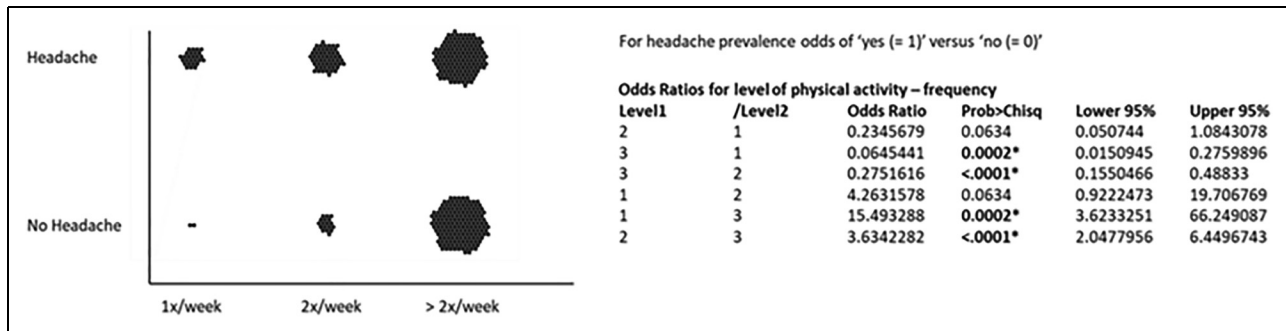 Headache
No Headache
1x/week 2x/week > 2x/week
For headache prevalence odds of ‘yes (= 1)’ versus ‘no (= 0)’
Odds Ratios for level of physical activity – frequency
Level1 /Level2 Odds Ratio Prob>Chisq Lower 95% Upper 95%
2 1 0.2345679 0.0634 0.050744 1.0843078
3 1 0.0645441 0.0002* 0.0150945 0.2759896
3 2 0.2751616 <.0001* 0.1550466 0.48833
1 2 4.2631578 0.0634 0.9222473 19.706769
1 3 15.493288 0.0002* 3.6233251 66.249087
2 3 3.6342282 <.0001* 2.0477956 6.4496743